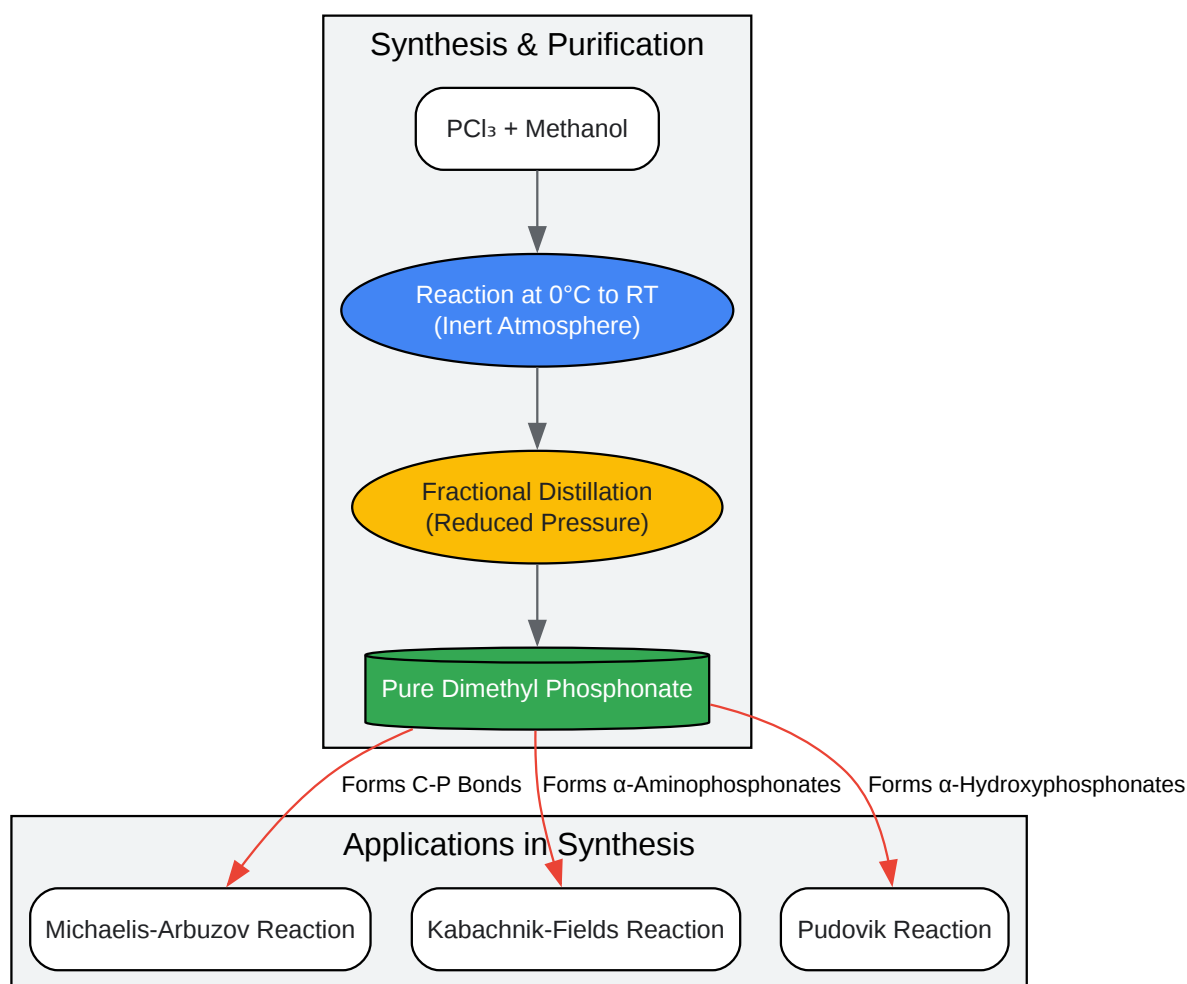 Synthesis & Purification
PCl₃ + Methanol
Reaction at 0°C to RT
(Inert Atmosphere)
Fractional Distillation
(Reduced Pressure)
Pure Dimethyl Phosphonate
Forms C-P Bonds
Forms α-Aminophosphonates
Forms α-Hydroxyphosphonates
Applications in Synthesis
Michaelis-Arbuzov Reaction
Kabachnik-Fields Reaction
Pudovik Reaction